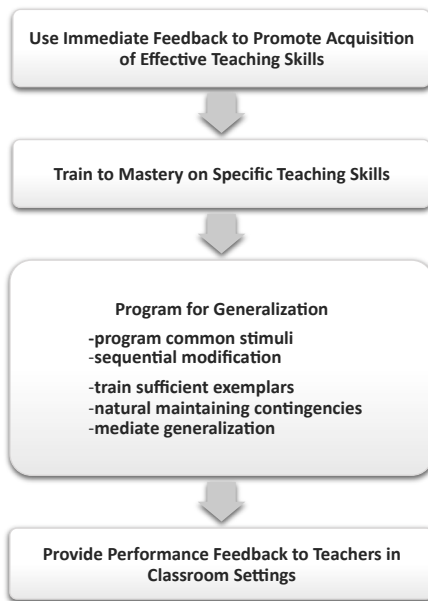 Use Immediate Feedback to Promote Acquisition
of Effective Teaching Skills
Train to Mastery on Specific Teaching Skills
Program for Generalization
-program common stimuli
-sequential modification
-train sufficient exemplars
-natural maintaining contingencies
-mediate generalization
Provide Performance Feedback to Teachers in
Classroom Settings